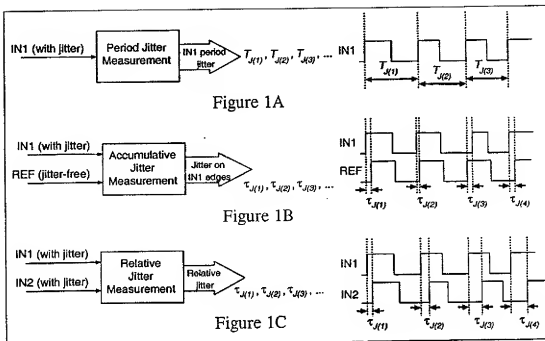 IN1 (with jitter)
Period Jitter
Measurement
IN1 period
jitter
T_J(1), T_J(2), T_J(3), ...
IN1
T_J(1)
T_J(2)
T_J(3)
Figure 1A
IN1 (with jitter)
REF (jitter-free)
Accumulative
Jitter
Measurement
Jitter on
IN1 edges
τ_J(1), τ_J(2), τ_J(3), ...
IN1
REF
τ_J(1)
τ_J(2)
τ_J(3)
τ_J(4)
Figure 1B
IN1 (with jitter)
IN2 (with jitter)
Relative
Jitter
Measurement
Relative
jitter
τ_J(1), τ_J(2), τ_J(3), ...
IN1
IN2
τ_J(1)
τ_J(2)
τ_J(3)
τ_J(4)
Figure 1C